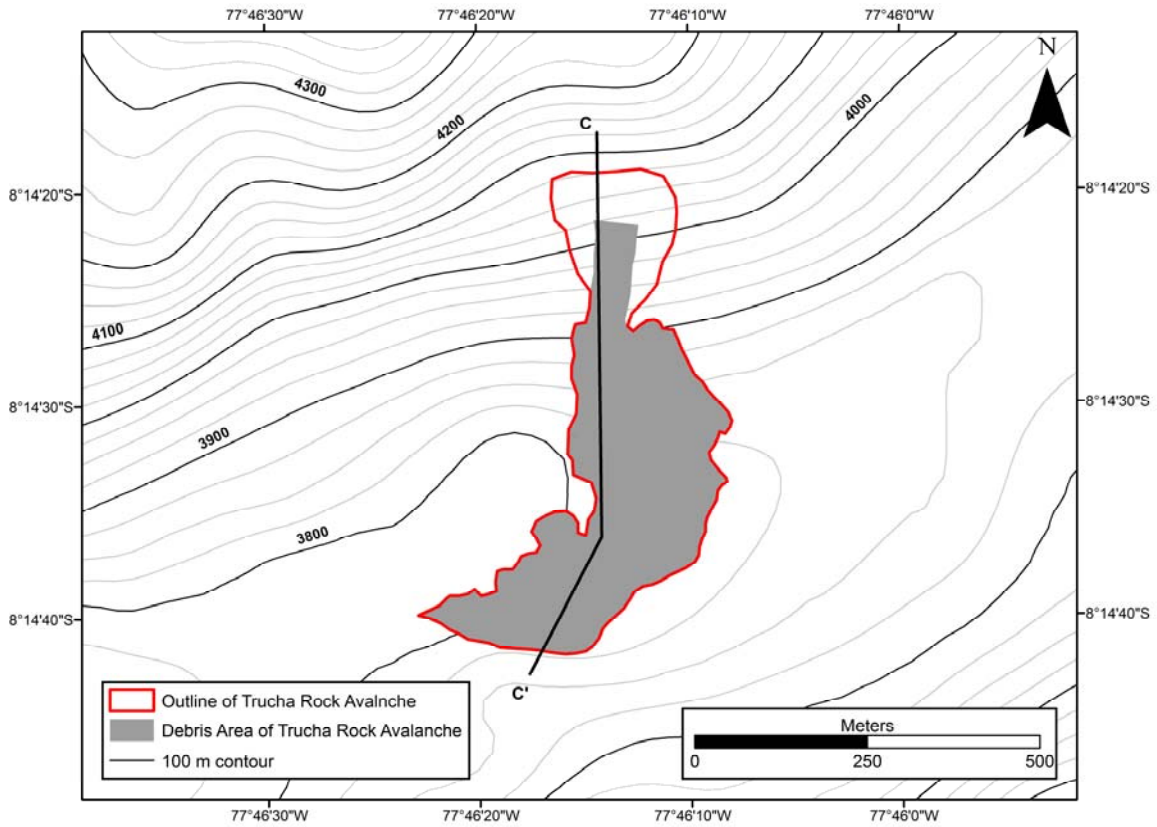 77°46'30"W 77°46'20"W 77°46'10"W 77°46'0"W
N
4300
4200
4000
C
8°14'20"S 8°14'20"S
4100
8°14'30"S 8°14'30"S
3900
3800
8°14'40"S 8°14'40"S
C'
Outline of Trucha Rock Avalnche
Debris Area of Trucha Rock Avalanche
100 m contour
Meters
0 250 500
77°46'30"W 77°46'20"W 77°46'10"W 77°46'0"W